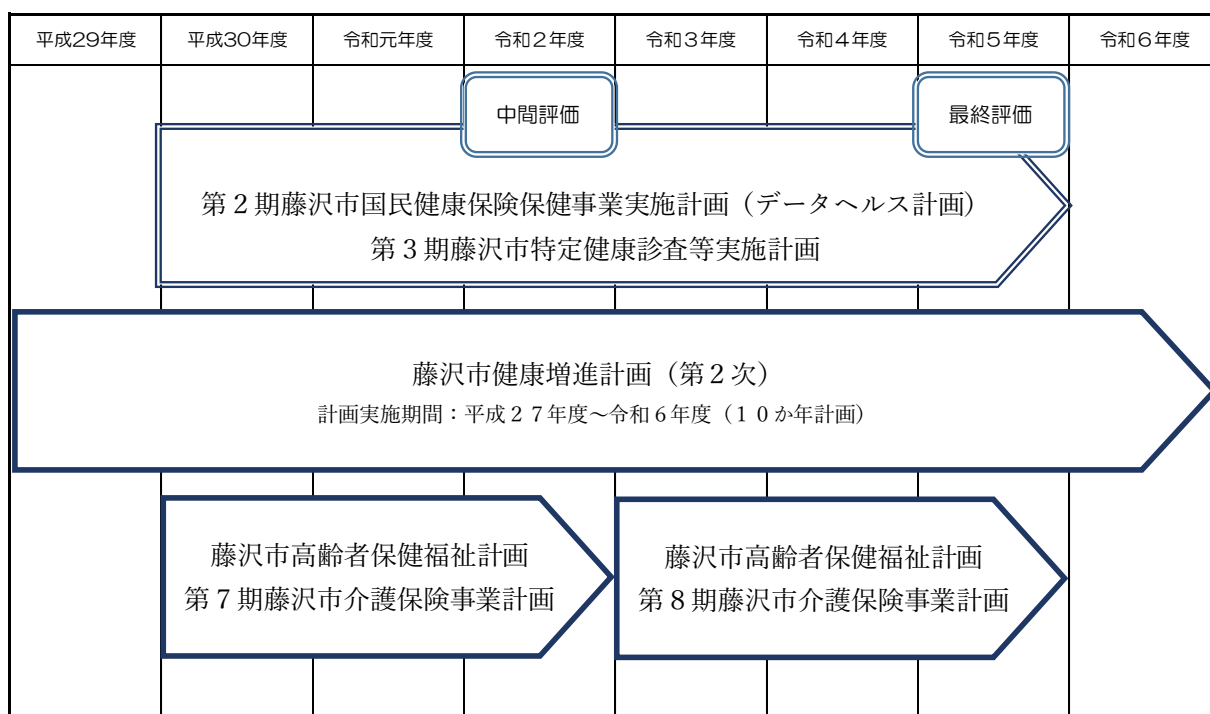 平成29年度
平成30年度
令和元年度
令和2年度
令和3年度
令和4年度
令和5年度
令和6年度
中間評価
最終評価
第2期藤沢市国民健康保険保健事業実施計画（データヘルス計画）
第3期藤沢市特定健康診査等実施計画
藤沢市健康増進計画（第2次）
計画実施期間：平成27年度～令和6年度（10か年計画）
藤沢市高齢者保健福祉計画
第7期藤沢市介護保険事業計画
藤沢市高齢者保健福祉計画
第8期藤沢市介護保険事業計画